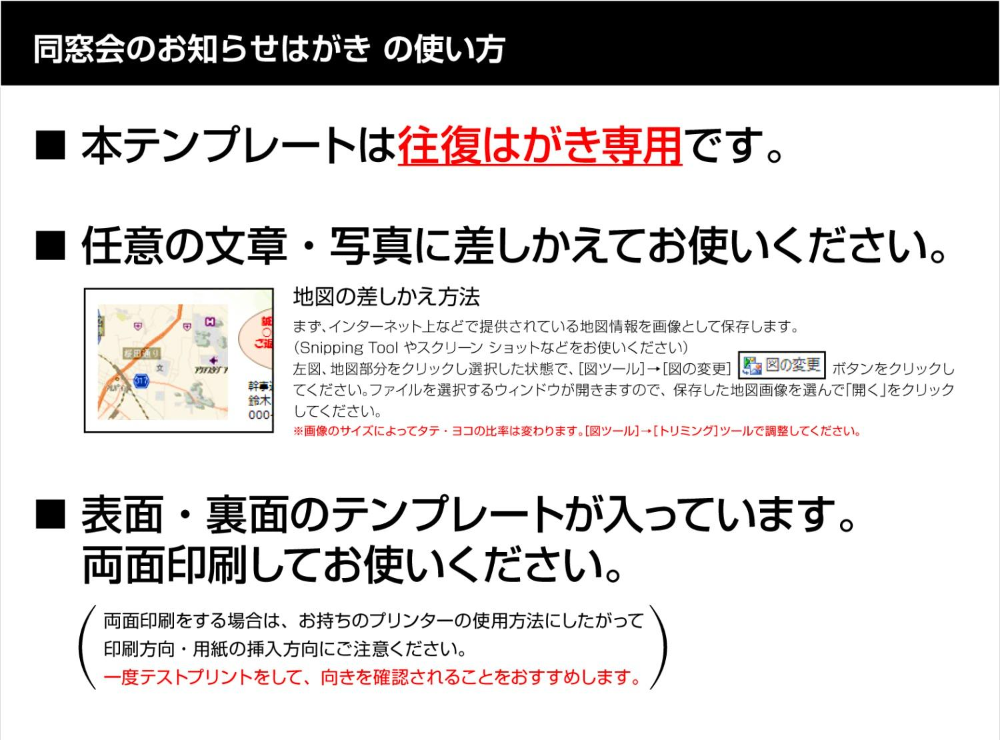 同窓会のお知らせはがき の使い方
■ 本テンプレートは往復はがき専用です。
■ 任意の文章・写真に差しかえてお使いください。
桜田通り
文
317
誠
○
ご返
幹事
鈴木
000-
地図の差しかえ方法
まず、インターネット上などで提供されている地図情報を画像として保存します。
（Snipping Tool やスクリーン ショットなどをお使いください）
左図、地図部分をクリックし選択した状態で、[図ツール]→[図の変更] 図の変更 ボタンをクリックし
てください。ファイルを選択するウィンドウが開きますので、保存した地図画像を選んで「開く」をクリック
してください。
※画像のサイズによってタテ・ヨコの比率は変わります。[図ツール]→[トリミング]ツールで調整してください。
■ 表面・裏面のテンプレートが入っています。
両面印刷してお使いください。
両面印刷をする場合は、お持ちのプリンターの使用方法にしたがって
印刷方向・用紙の挿入方向にご注意ください。
一度テストプリントをして、向きを確認されることをおすすめします。